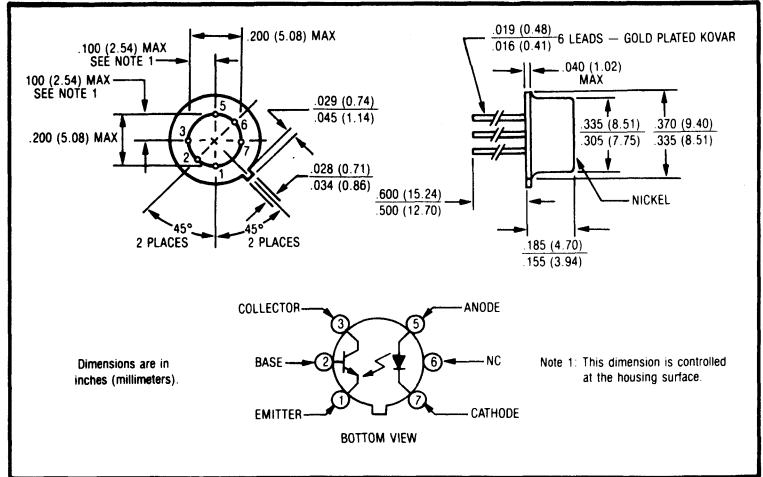 .200 (5.08) MAX
.100 (2.54) MAX
SEE NOTE 1
100 (2.54) MAX
SEE NOTE 1
.200 (5.08) MAX
5
6
3
7
2
1
.029 (0.74)
.045 (1.14)
.028 (0.71)
.034 (0.86)
45°
2 PLACES
45°
2 PLACES
.019 (0.48)
.016 (0.41)
6 LEADS — GOLD PLATED KOVAR
.040 (1.02)
MAX
.335 (8.51)
.305 (7.75)
.370 (9.40)
.335 (8.51)
.600 (15.24)
.500 (12.70)
NICKEL
.185 (4.70)
.155 (3.94)
COLLECTOR
3
5
ANODE
BASE
2
6
NC
EMITTER
1
7
CATHODE
BOTTOM VIEW
Dimensions are in
inches (millimeters).
Note 1: This dimension is controlled
at the housing surface.